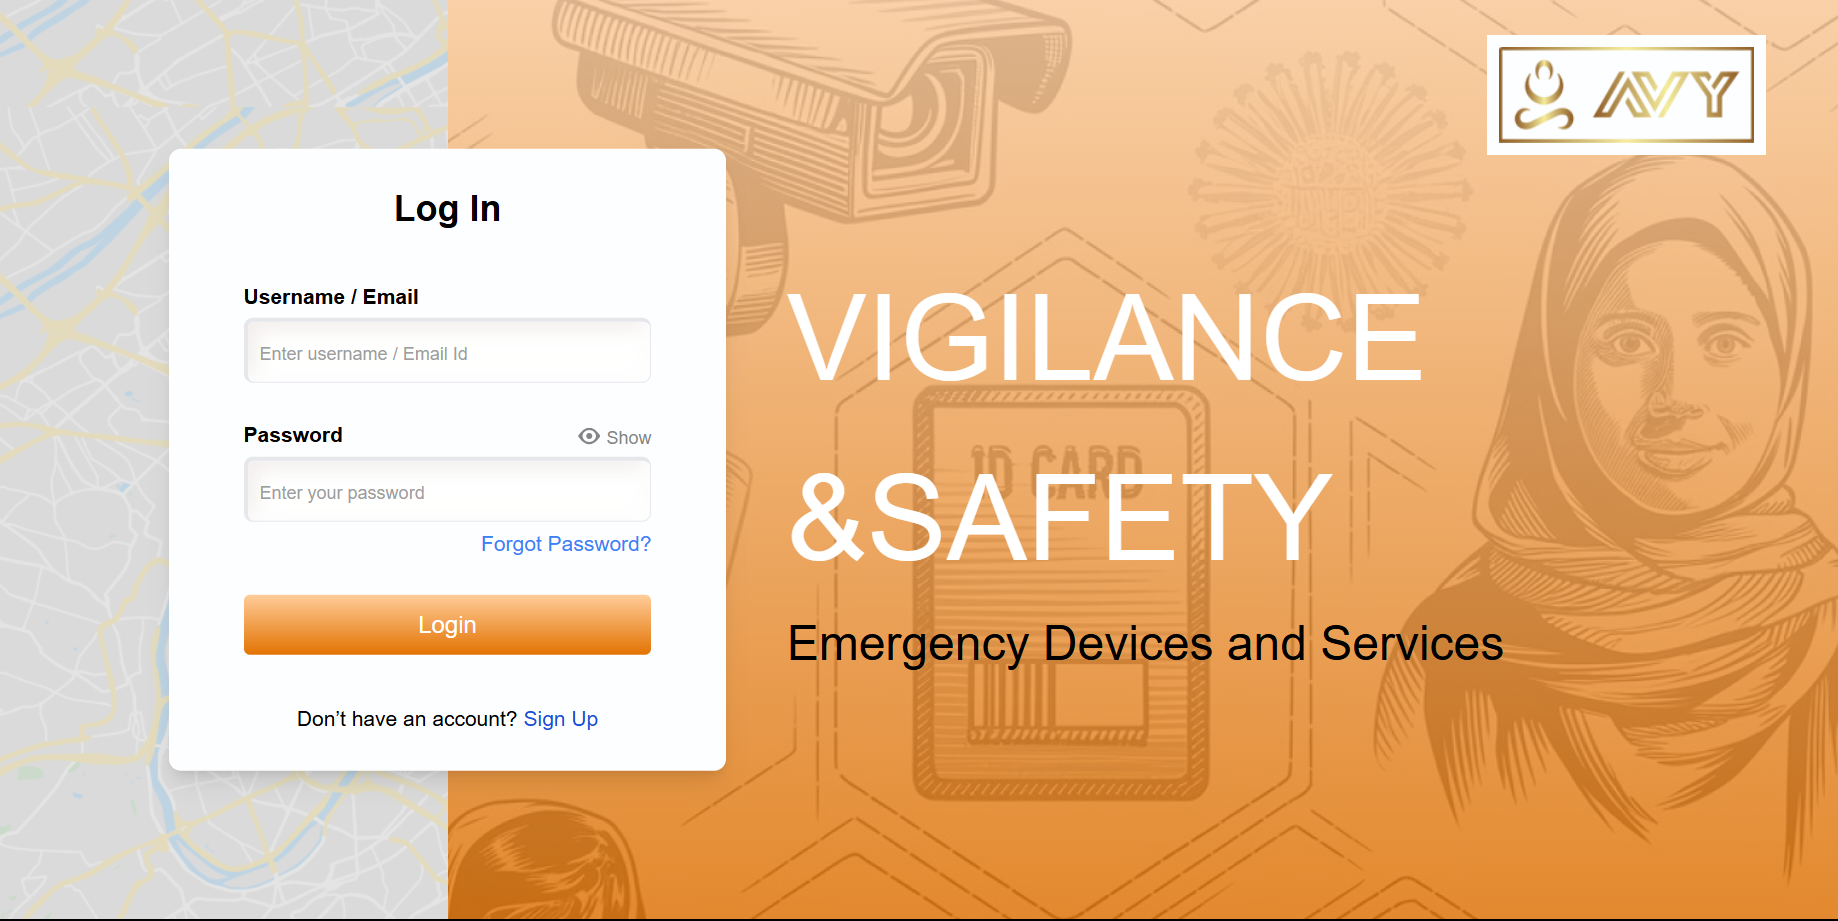 AVY
Log In
Username / Email
Enter username / Email Id
Password
Show
Enter your password
Forgot Password?
Login
Don’t have an account? Sign Up
VIGILANCE
&SAFETY
Emergency Devices and Services
ID CARD